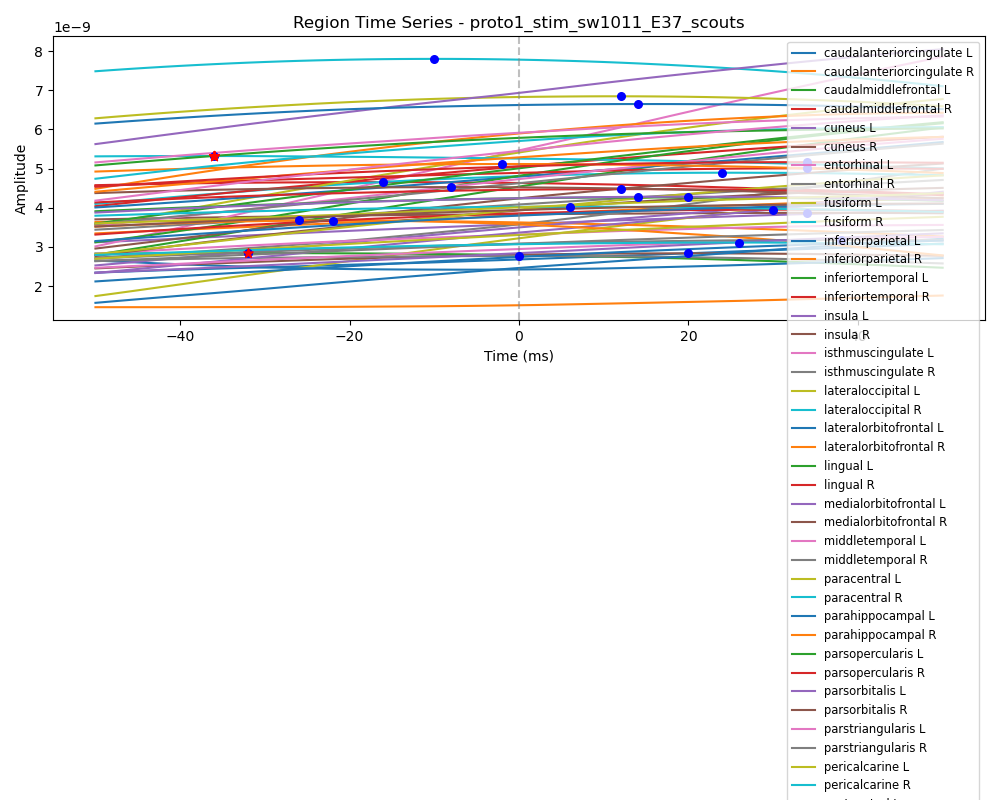 Region Time Series - proto1_stim_sw1011_E37_scouts
1e−9
8
7
6
5
4
3
2
Amplitude
−40
−20
0
20
Time (ms)
caudalanteriorcingulate L
caudalanteriorcingulate R
caudalmiddlefrontal L
caudalmiddlefrontal R
cuneus L
cuneus R
entorhinal L
entorhinal R
fusiform L
fusiform R
inferiorparietal L
inferiorparietal R
inferiortemporal L
inferiortemporal R
insula L
insula R
isthmuscingulate L
isthmuscingulate R
lateraloccipital L
lateraloccipital R
lateralorbitofrontal L
lateralorbitofrontal R
lingual L
lingual R
medialorbitofrontal L
medialorbitofrontal R
middletemporal L
middletemporal R
paracentral L
paracentral R
parahippocampal L
parahippocampal R
parsopercularis L
parsopercularis R
parsorbitalis L
parsorbitalis R
parstriangularis L
parstriangularis R
pericalcarine L
pericalcarine R